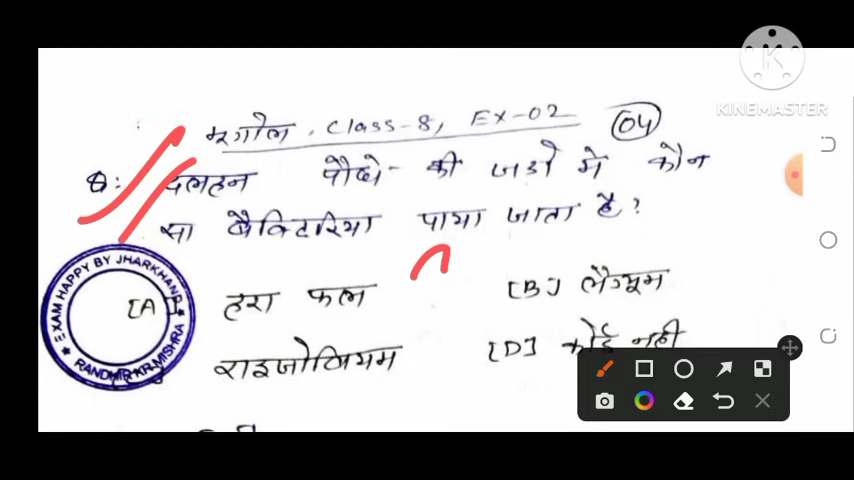 KINEMASTER
भूगोल, Class-8, Ex-02 (04)
Q: दलहन पौधो की जडो मे कौन
सा बैक्टिरिया पाया जाता है?
[A] हरा फल [B] लैग्यूम
राइजोबियम [D] कोई नही
EXAM HAPPY BY JHARKHAND
RANDHIR KR. MISHRA